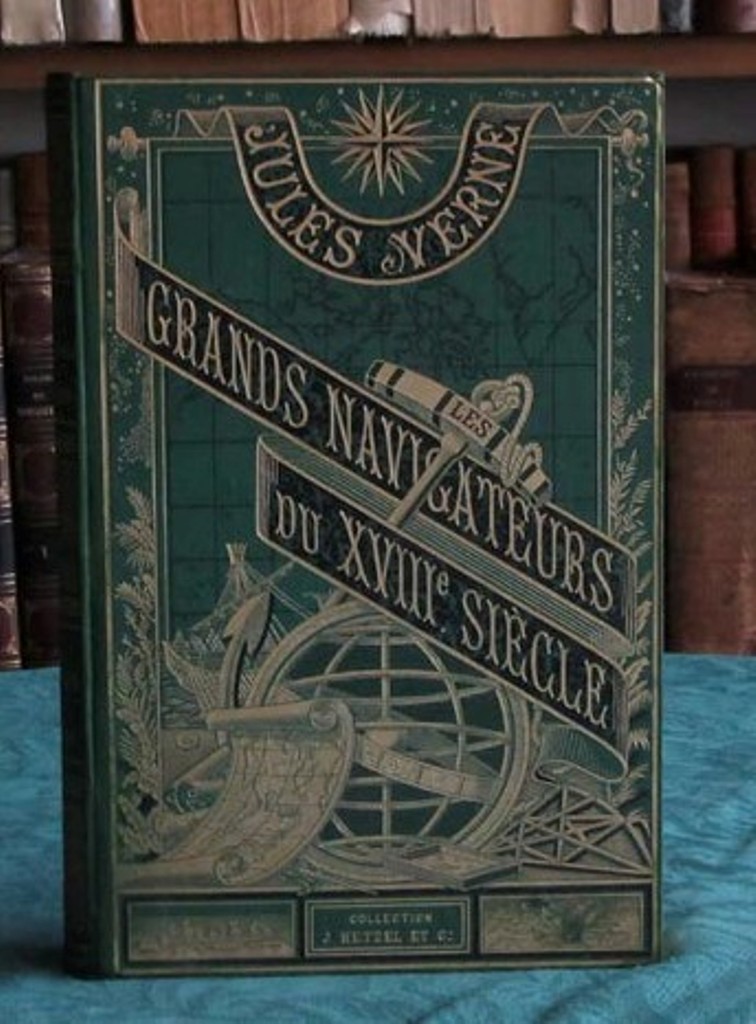 JULES VERNE
LES
GRANDS NAVIGATEURS
DU XVIIIe SIÈCLE
COLLECTION
J. HETZEL ET Cie